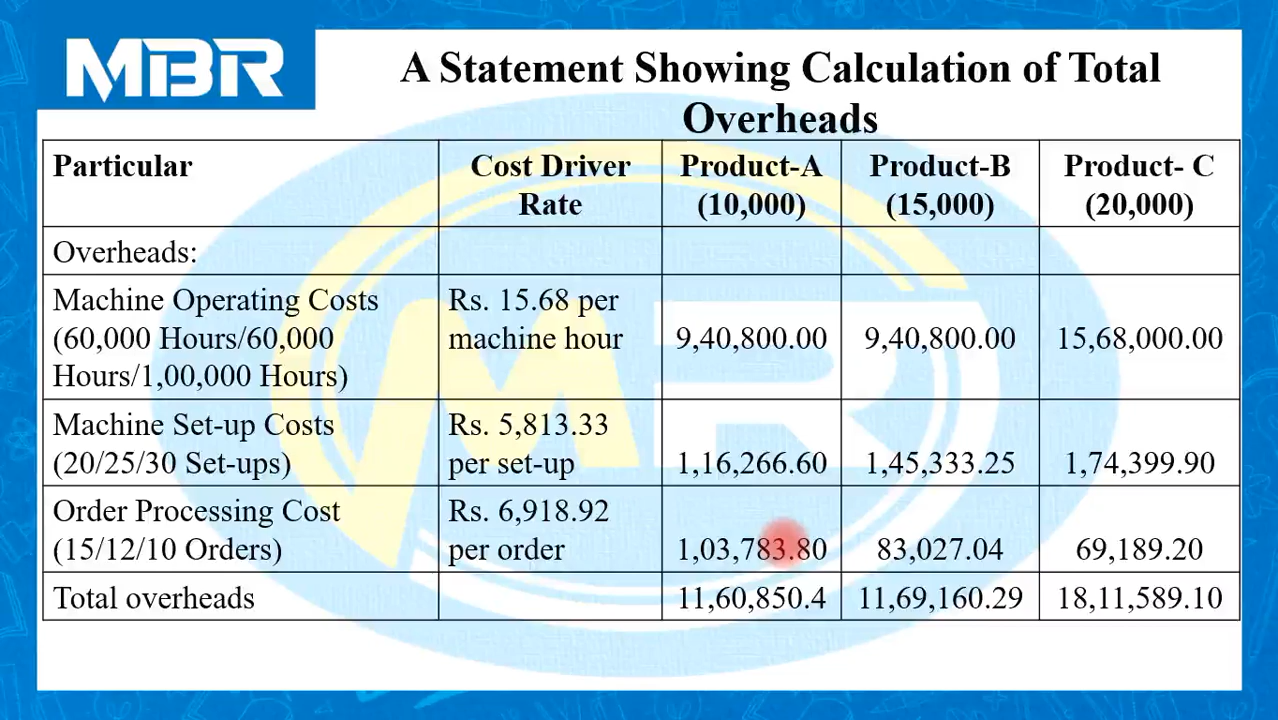 MBR
A Statement Showing Calculation of Total
Overheads
Particular
Cost Driver
Rate
Product-A
(10,000)
Product-B
(15,000)
Product- C
(20,000)
Overheads:
Machine Operating Costs
(60,000 Hours/60,000
Hours/1,00,000 Hours)
Rs. 15.68 per
machine hour
9,40,800.00
9,40,800.00
15,68,000.00
Machine Set-up Costs
(20/25/30 Set-ups)
Rs. 5,813.33
per set-up
1,16,266.60
1,45,333.25
1,74,399.90
Order Processing Cost
(15/12/10 Orders)
Rs. 6,918.92
per order
1,03,783.80
83,027.04
69,189.20
Total overheads
11,60,850.4
11,69,160.29
18,11,589.10